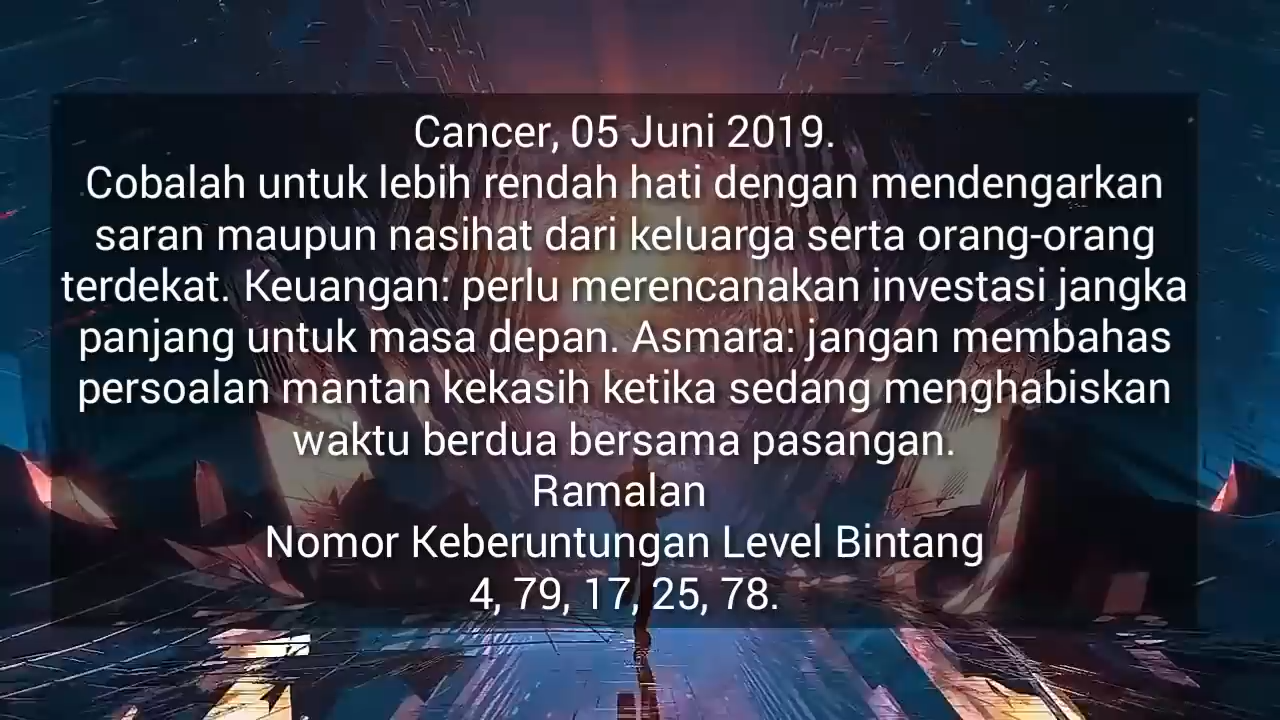 Cancer, 05 Juni 2019.
Cobalah untuk lebih rendah hati dengan mendengarkan
saran maupun nasihat dari keluarga serta orang-orang
terdekat. Keuangan: perlu merencanakan investasi jangka
panjang untuk masa depan. Asmara: jangan membahas
persoalan mantan kekasih ketika sedang menghabiskan
waktu berdua bersama pasangan.
Ramalan
Nomor Keberuntungan Level Bintang
4, 79, 17, 25, 78.